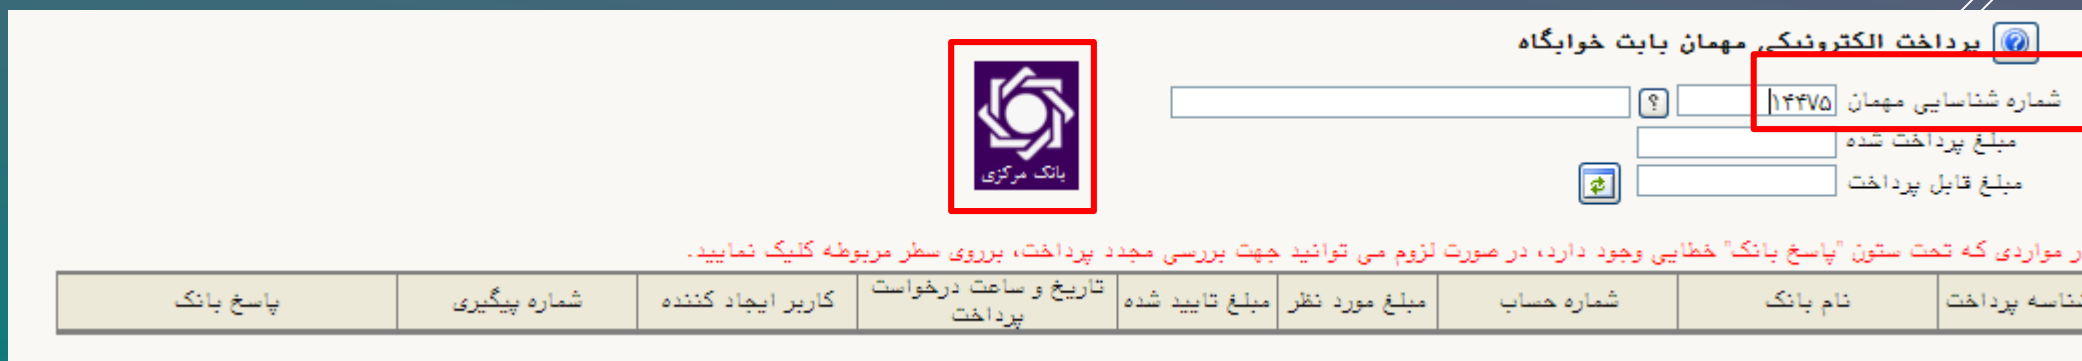 پرداخت الکترونیکی مهمان بابت خوابگاه
شماره شناسایی مهمان ۱۴۴۷۵ ؟
بانک مرکزی
مبلغ پرداخت شده
مبلغ قابل پرداخت
ر مواردی که تحت ستون "پاسخ بانک" خطایی وجود دارد، در صورت لزوم می توانید جهت بررسی مجدد پرداخت، برروی سطر مربوطه کلیک نمایید.
شناسه پرداخت نام بانک شماره حساب مبلغ مورد نظر مبلغ تایید شده تاریخ و ساعت درخواست پرداخت کاربر ایجاد کننده شماره پیگیری پاسخ بانک